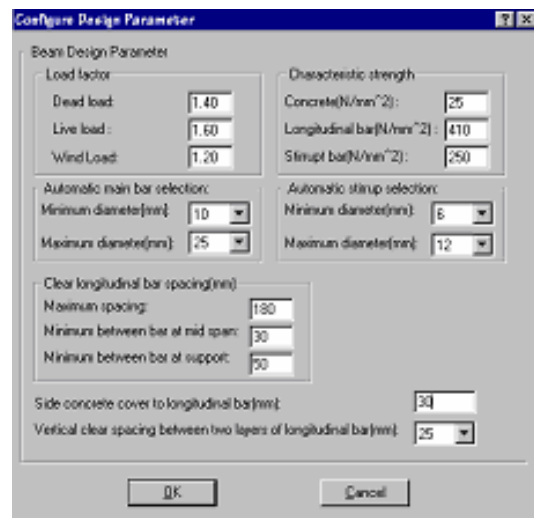 Configure Design Parameter
Beam Design Parameter
Load factor
Dead load: 1.40
Live load : 1.60
Wind Load: 1.20
Characteristic strength
Concrete(N/mm^2) : 25
Longitudinal bar(N/mm^2) : 410
Stirrupt bar(N/mm^2) : 250
Automatic main bar selection:
Minimum diameter(mm): 10
Maximum diameter(mm): 25
Automatic stirrup selection:
Minimum diameter(mm): 6
Maximum diameter(mm): 12
Clear longitudinal bar spacing(mm)
Maximum spacing: 180
Minimum between bar at mid span: 30
Minimum between bar at support: 50
Side concrete cover to longitudinal bar(mm): 30
Vertical clear spacing between two layers of longitudinal bar(mm): 25
OK Cancel